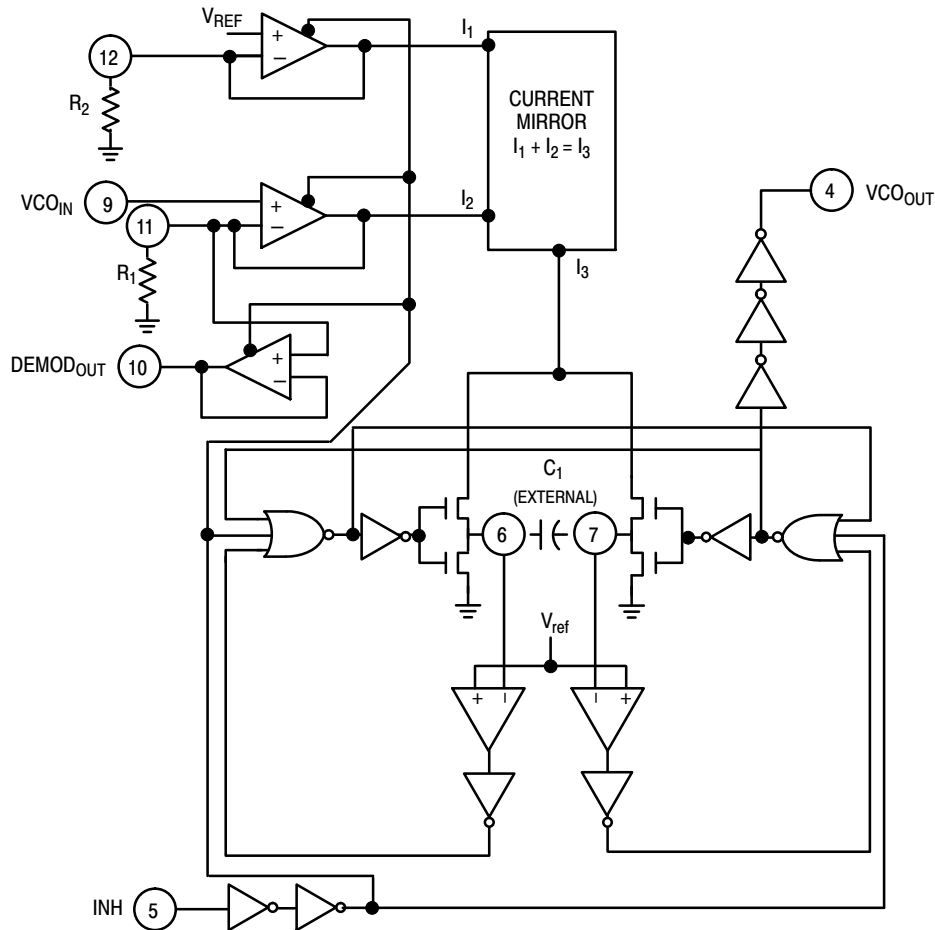 VREF
I1
12
+
−
R2
CURRENT
MIRROR
I1 + I2 = I3
VCOIN
9
+
−
I2
4
VCOOUT
11
R1
I3
DEMODOUT
10
+
−
C1
(EXTERNAL)
6
7
Vref
+
−
−
+
INH
5